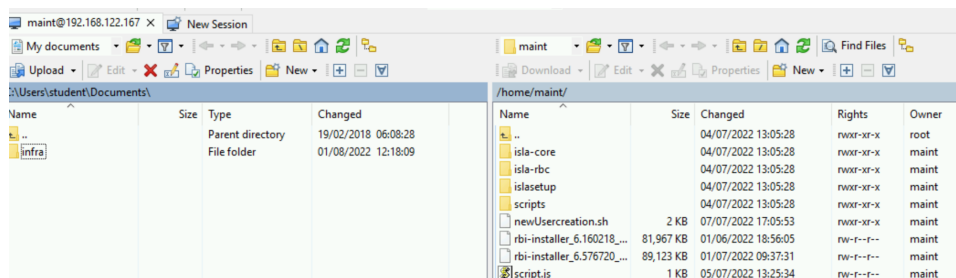 maint@192.168.122.167 × New Session
My documents
Upload Edit Properties New
:\Users\student\Documents\
Name Size Type Changed
.. Parent directory 19/02/2018 06:08:28
infra File folder 01/08/2022 12:18:09
maint Find Files
Download Edit Properties New
/home/maint/
Name Size Changed Rights Owner
.. 04/07/2022 13:05:28 rwxr-xr-x root
isla-core 04/07/2022 13:05:28 rwxr-xr-x maint
isla-rbc 04/07/2022 13:05:28 rwxr-xr-x maint
islasetup 04/07/2022 13:05:28 rwxr-xr-x maint
scripts 04/07/2022 13:05:28 rwxr-xr-x maint
newUsercreation.sh 2 KB 07/07/2022 17:05:53 rwxr-xr-x maint
rbi-installer_6.160218_... 81,967 KB 01/06/2022 18:56:05 rw-r--r-- maint
rbi-installer_6.576720_... 89,123 KB 01/07/2022 09:37:31 rw-r--r-- maint
script.js 1 KB 05/07/2022 13:25:34 rw-r--r-- maint